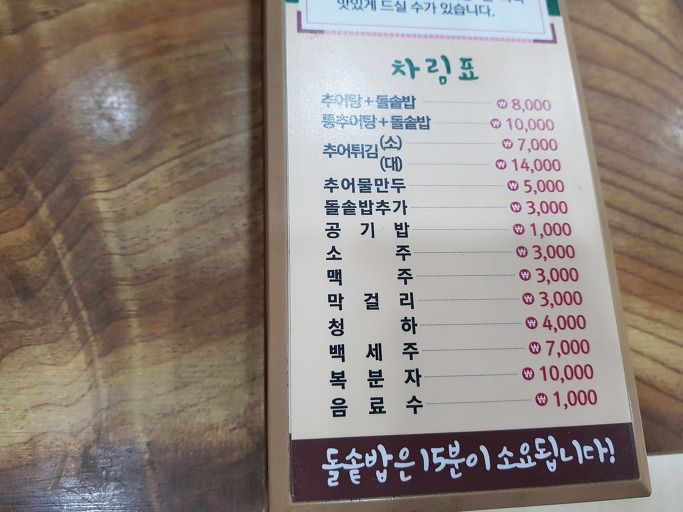 맛있게 드실 수가 있습니다.
차림표
추어탕+돌솥밥 ₩ 8,000
통추어탕+돌솥밥 ₩ 10,000
추어튀김 (소) ₩ 7,000
(대) ₩ 14,000
추어물만두 ₩ 5,000
돌솥밥추가 ₩ 3,000
공 기 밥 ₩ 1,000
소 주 ₩ 3,000
맥 주 ₩ 3,000
막 걸 리 ₩ 3,000
청 하 ₩ 4,000
백 세 주 ₩ 7,000
복 분 자 ₩ 10,000
음 료 수 ₩ 1,000
돌솥밥은 15분이 소요됩니다!